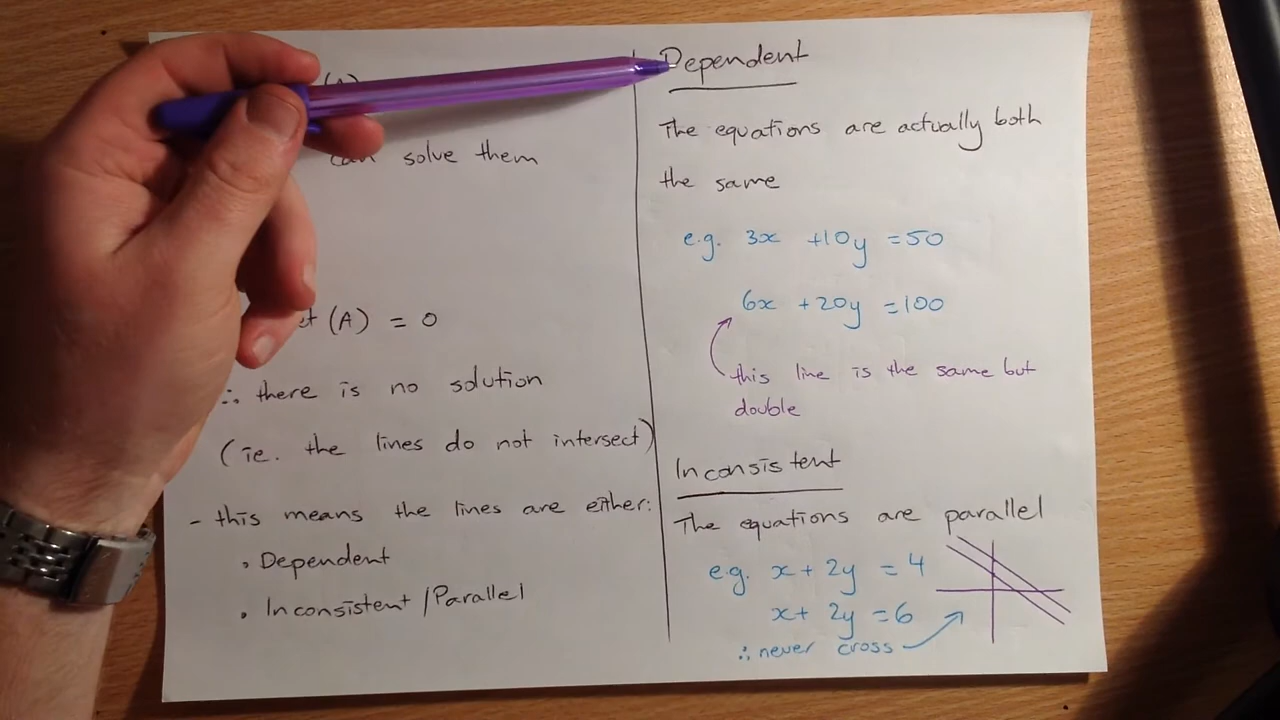 (A)
can solve them
et (A) = 0
∴ there is no solution
(ie. the lines do not intersect)
- this means the lines are either:
• Dependent
• Inconsistent/Parallel
Dependent
The equations are actually both
the same
e.g. 3x +10y =50
6x +20y =100
this line is the same but
double
Inconsistent
The equations are parallel
e.g. x + 2y = 4
x + 2y = 6
∴ never cross